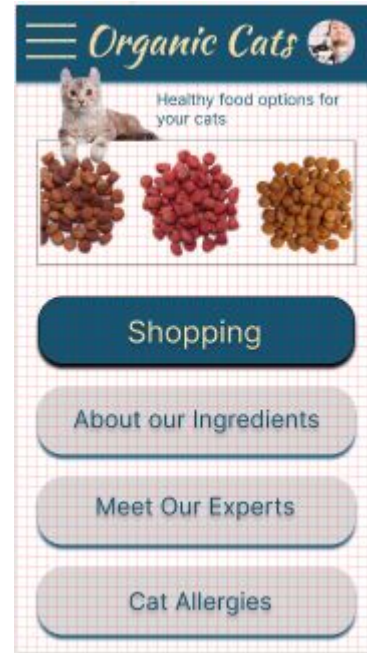 Organic Cats
Healthy food options for
your cats
Shopping
About our Ingredients
Meet Our Experts
Cat Allergies